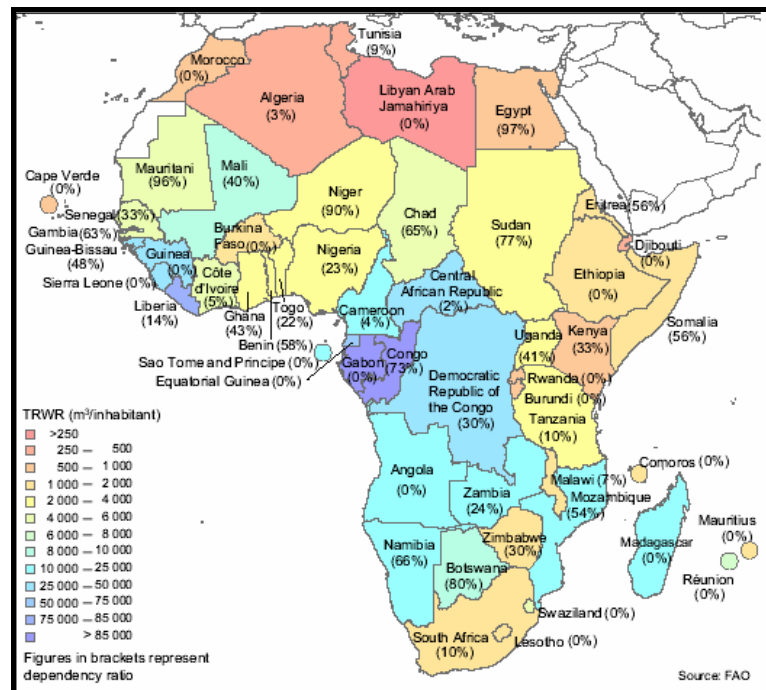 Tunisia
(9%)
Morocco
(0%)
Algeria
(3%)
Libyan Arab
Jamahiriya
(0%)
Egypt
(97%)
Mauritani
(96%)
Mali
(40%)
Niger
(90%)
Chad
(65%)
Sudan
(77%)
Eritrea (56%)
Cape Verde
(0%)
Senegal (33%)
Gambia (63%)
Guinea-Bissau
(48%)
Guinea
(0%)
Sierra Leone (0%)
Liberia
(14%)
Côte
d'Ivoire
(5%)
Burkina
Faso (0%)
Ghana
(43%)
Togo
(22%)
Benin (58%)
Nigeria
(23%)
Cameroon
(4%)
Central
African Republic
(2%)
Djibouti
(0%)
Ethiopia
(0%)
Somalia
(56%)
Sao Tome and Principe (0%)
Equatorial Guinea (0%)
Gabon
(0%)
Congo
(73%)
Democratic
Republic of
the Congo
(30%)
Uganda
(41%)
Kenya
(33%)
Rwanda (0%)
Burundi (0%)
Tanzania
(10%)
Angola
(0%)
Zambia
(24%)
Malawi (7%)
Mozambique
(54%)
Comoros (0%)
Mauritius
(0%)
Réunion
(0%)
Madagascar
(0%)
Namibia
(66%)
Botswana
(80%)
Zimbabwe
(30%)
Swaziland (0%)
South Africa
(10%)
Lesotho (0%)
TRWR (m³/inhabitant)
>250
250 — 500
500 — 1 000
1 000 — 2 000
2 000 — 4 000
4 000 — 6 000
6 000 — 8 000
8 000 — 10 000
10 000 — 25 000
25 000 — 50 000
50 000 — 75 000
75 000 — 85 000
> 85 000
Figures in brackets represent
dependency ratio
Source: FAO